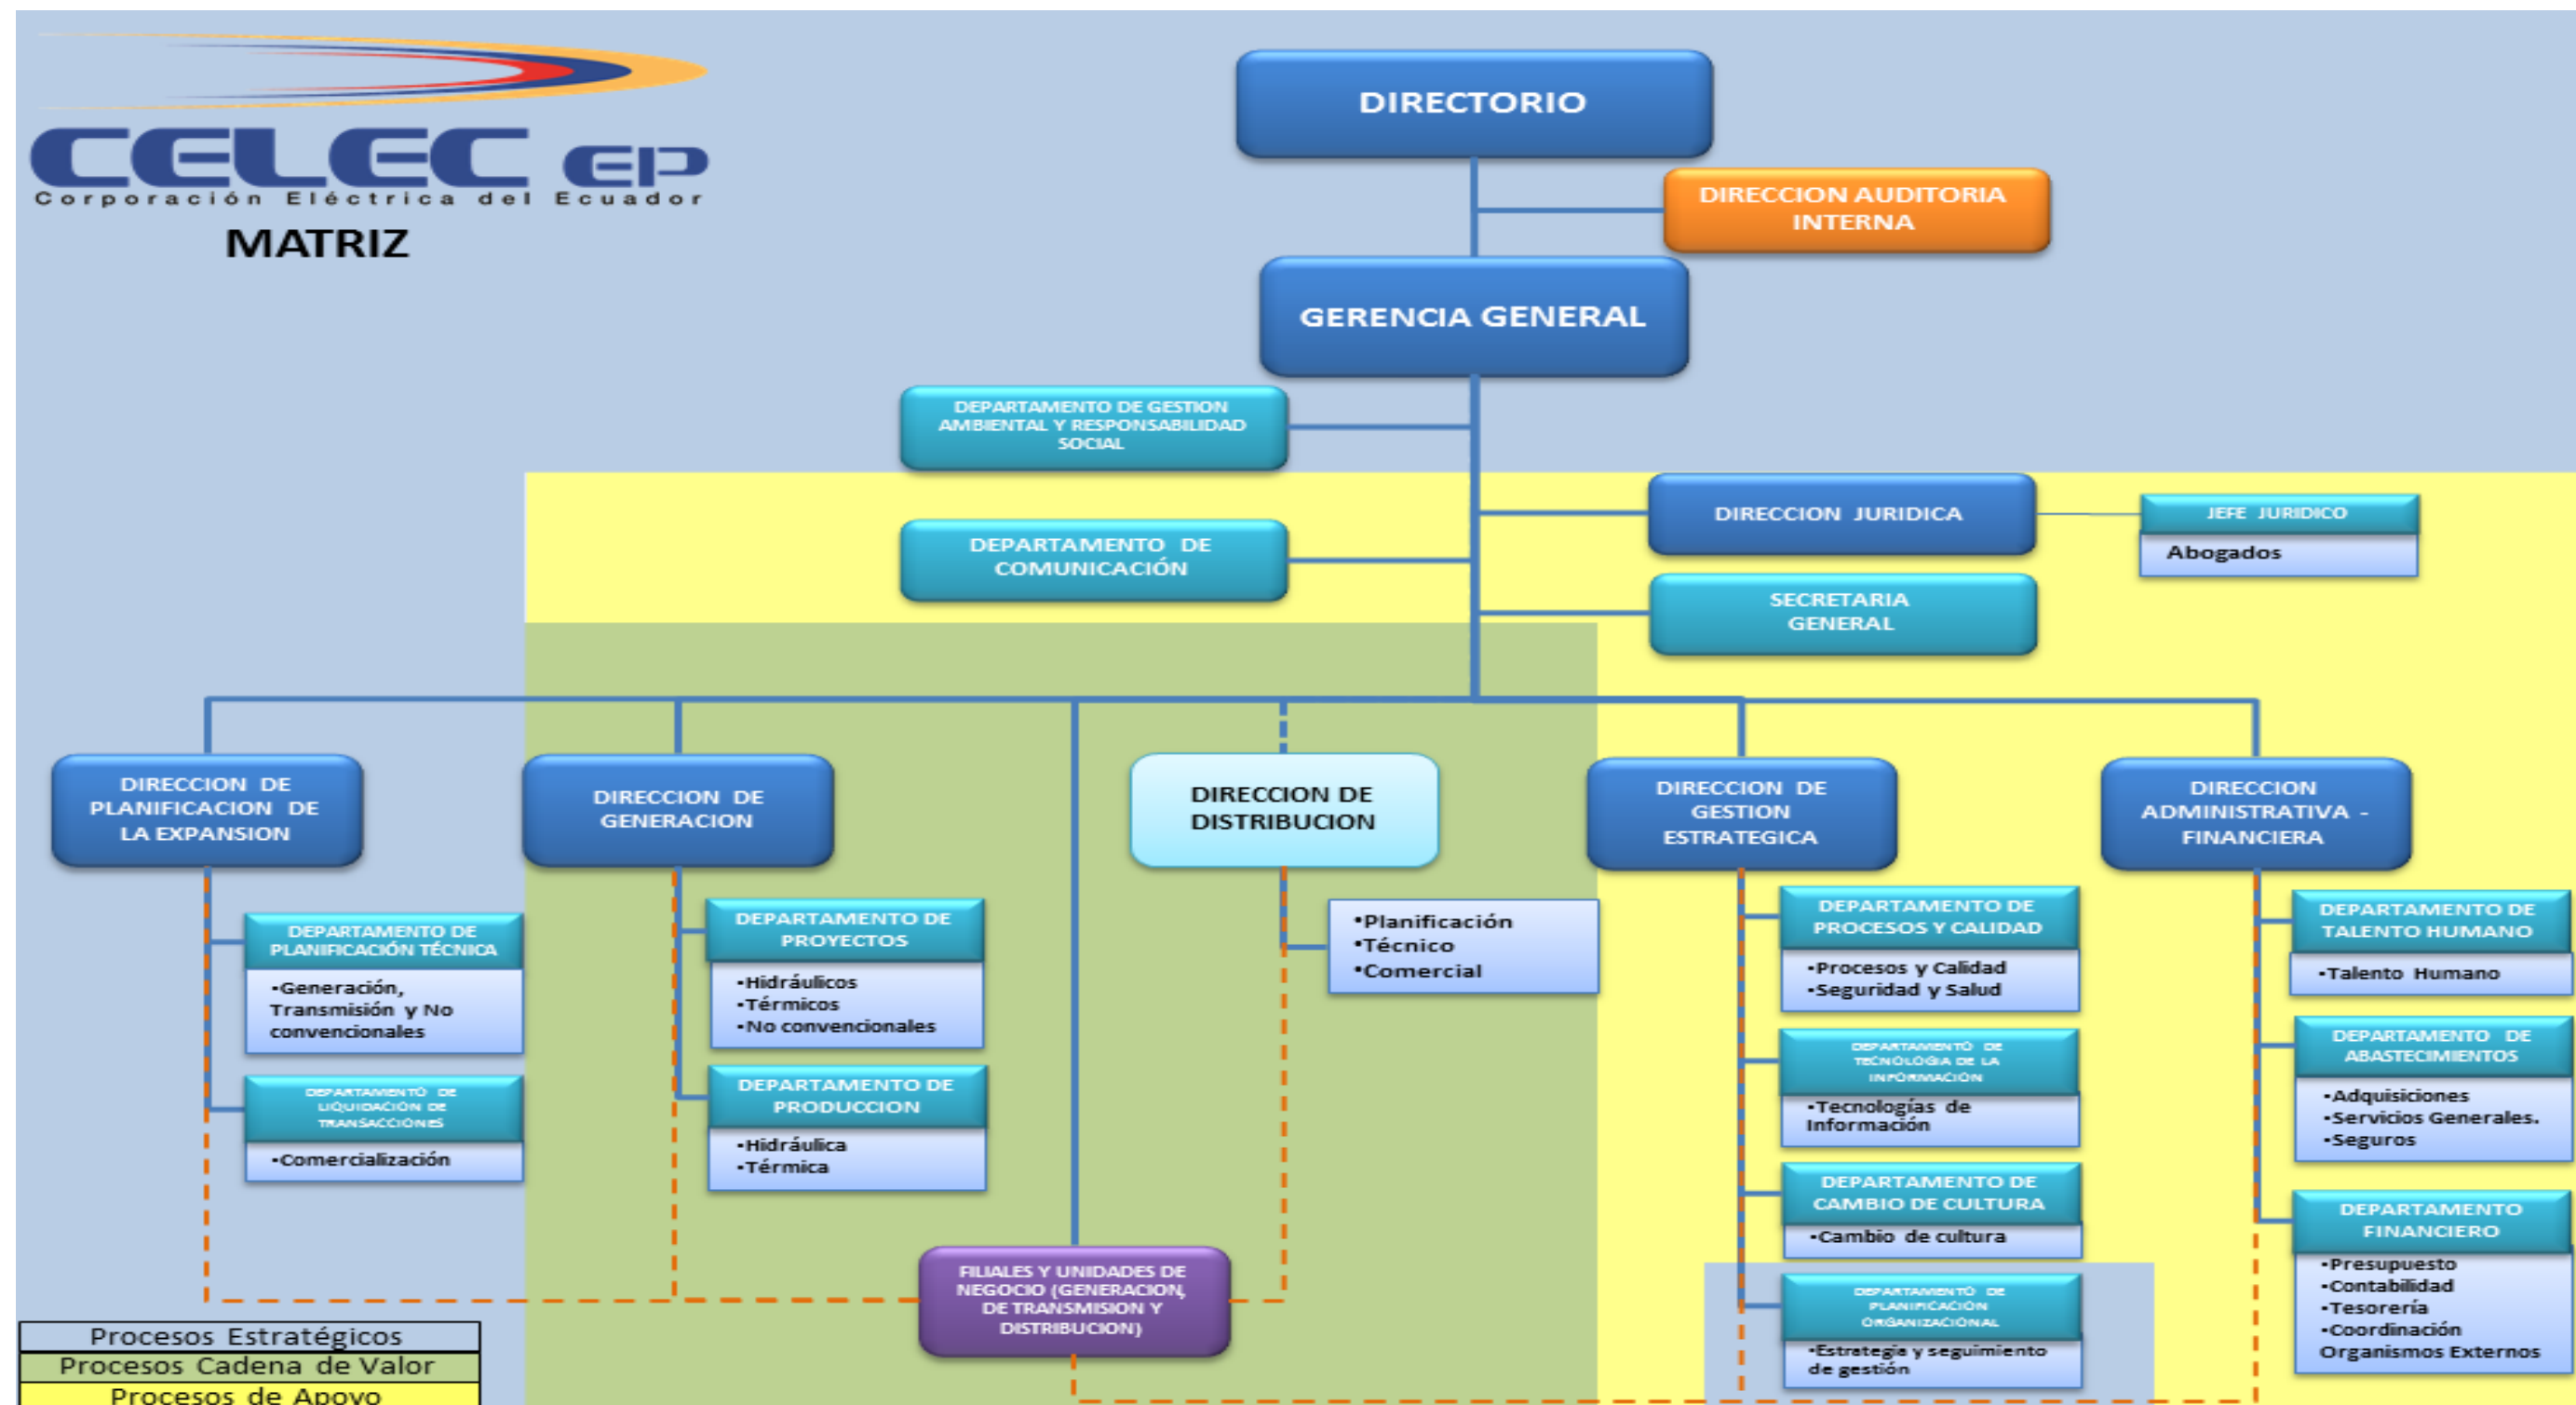 CELEC EP
Corporación Eléctrica del Ecuador
MATRIZ
DIRECTORIO
DIRECCION AUDITORIA
INTERNA
GERENCIA GENERAL
DEPARTAMENTO DE GESTION
AMBIENTAL Y RESPONSABILIDAD
SOCIAL
DEPARTAMENTO DE
COMUNICACIÓN
DIRECCION JURIDICA
JEFE JURIDICO
Abogados
SECRETARIA
GENERAL
DIRECCION DE
PLANIFICACION DE
LA EXPANSION
DEPARTAMENTO DE
PLANIFICACIÓN TÉCNICA
•Generación,
Transmisión y No
convencionales
DEPARTAMENTO DE
LIQUIDACIÓN DE
TRANSACCIONES
•Comercialización
DIRECCION DE
GENERACION
DEPARTAMENTO DE
PROYECTOS
•Hidráulicos
•Térmicos
•No convencionales
DEPARTAMENTO DE
PRODUCCION
•Hidráulica
•Térmica
FILIALES Y UNIDADES DE
NEGOCIO (GENERACION,
DE TRANSMISION Y
DISTRIBUCION)
DIRECCION DE
DISTRIBUCION
•Planificación
•Técnico
•Comercial
DIRECCION DE
GESTION
ESTRATEGICA
DEPARTAMENTO DE
PROCESOS Y CALIDAD
•Procesos y Calidad
•Seguridad y Salud
DEPARTAMENTO DE
TECNOLOGIA DE LA
INFORMACIÓN
•Tecnologías de
Información
DEPARTAMENTO DE
CAMBIO DE CULTURA
•Cambio de cultura
DEPARTAMENTO DE
PLANIFICACIÓN
ORGANIZACIONAL
•Estrategia y seguimiento
de gestión
DIRECCION
ADMINISTRATIVA -
FINANCIERA
DEPARTAMENTO DE
TALENTO HUMANO
•Talento Humano
DEPARTAMENTO DE
ABASTECIMIENTOS
•Adquisiciones
•Servicios Generales.
•Seguros
DEPARTAMENTO
FINANCIERO
•Presupuesto
•Contabilidad
•Tesorería
•Coordinación
Organismos Externos
Procesos Estratégicos
Procesos Cadena de Valor
Procesos de Apoyo